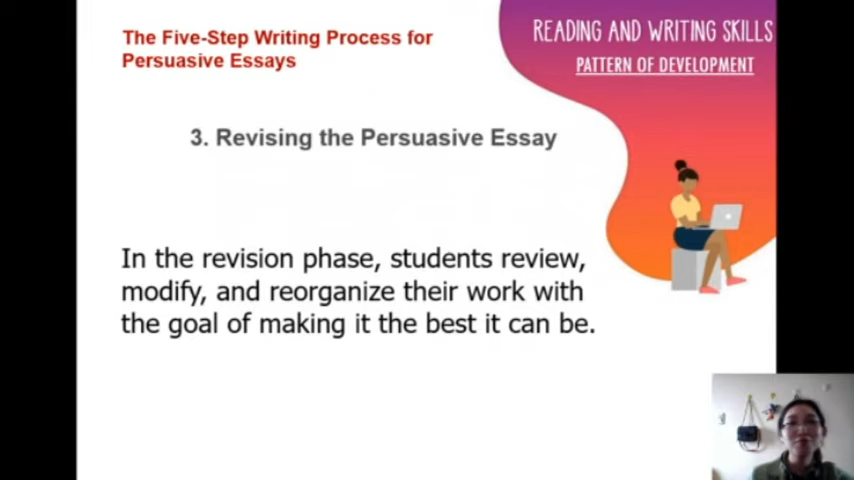 The Five-Step Writing Process for
Persuasive Essays
READING AND WRITING SKILLS
PATTERN OF DEVELOPMENT
3. Revising the Persuasive Essay
In the revision phase, students review,
modify, and reorganize their work with
the goal of making it the best it can be.